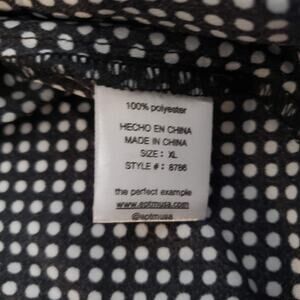 100% polyester
HECHO EN CHINA
MADE IN CHINA
SIZE : XL
STYLE # : 8786
the perfect example
www.eptmusa.com
@eptmusa